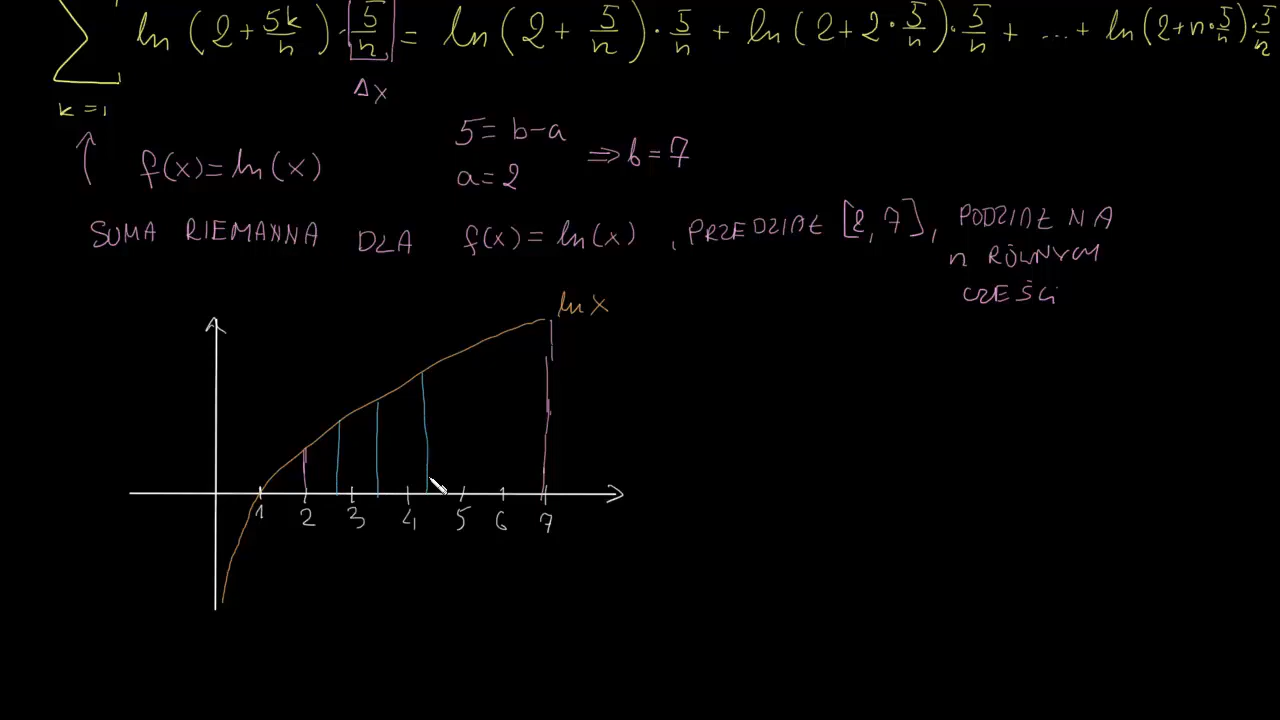 ∑ ln(2+5k/n)·5/n = ln(2+5/n)·5/n + ln(2+2·5/n)·5/n + ... + ln(2+n·5/n)·5/n
k=1
Δx
5=b-a
⇒b=7
a=2
f(x)=ln(x)
SUMA RIEMANNA DLA f(x)=ln(x), PRZEDZIAŁ [2,7], PODZIAŁ NA
n RÓWNYCH
CZEŚCI
ln x
1 2 3 4 5 6 7